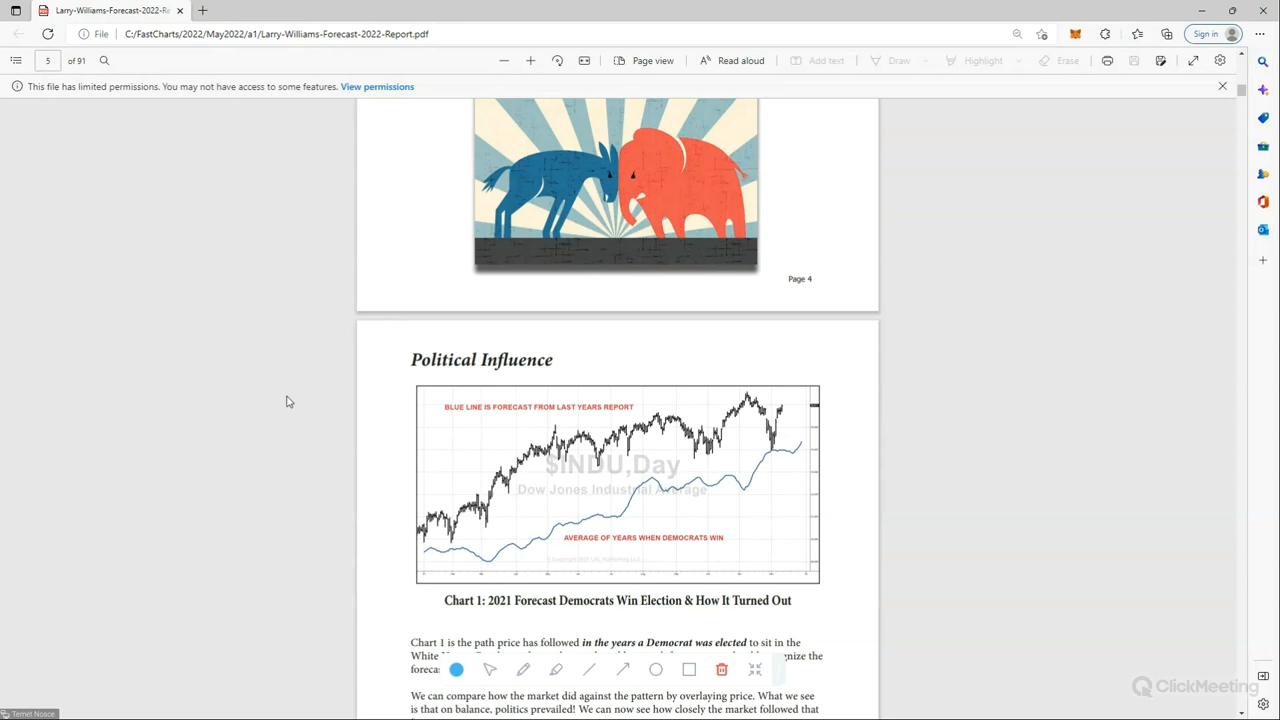 Larry-Williams-Forecast-2022-Re
File
C:/FastCharts/2022/May2022/a1/Larry-Williams-Forecast-2022-Report.pdf
Sign in
5 of 91
Page view
Read aloud
Add text
Draw
Highlight
Erase
This file has limited permissions. You may not have access to some features. View permissions
Page 4
Political Influence
BLUE LINE IS FORECAST FROM LAST YEARS REPORT
$INDU,Day
Dow Jones Industrial Average
AVERAGE OF YEARS WHEN DEMOCRATS WIN
Chart 1: 2021 Forecast Democrats Win Election & How It Turned Out
Chart 1 is the path price has followed in the years a Democrat was elected to sit in the
White
We can compare how the market did against the pattern by overlaying price. What we see
is that on balance, politics prevailed! We can now see how closely the market followed that
ClickMeeting
Temet Nosce